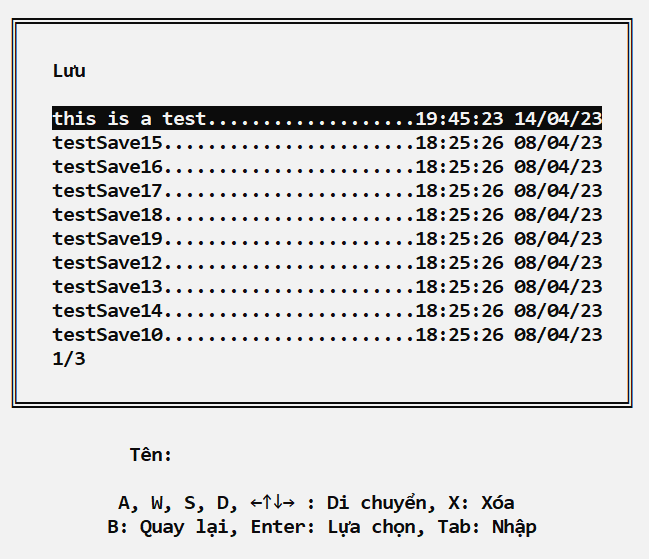 Lưu
this is a test...................19:45:23 14/04/23
testSave15.......................18:25:26 08/04/23
testSave16.......................18:25:26 08/04/23
testSave17.......................18:25:26 08/04/23
testSave18.......................18:25:26 08/04/23
testSave19.......................18:25:26 08/04/23
testSave12.......................18:25:26 08/04/23
testSave13.......................18:25:26 08/04/23
testSave14.......................18:25:26 08/04/23
testSave10.......................18:25:26 08/04/23
1/3
Tên:
A, W, S, D, ←↑↓→ : Di chuyển, X: Xóa
B: Quay lại, Enter: Lựa chọn, Tab: Nhập